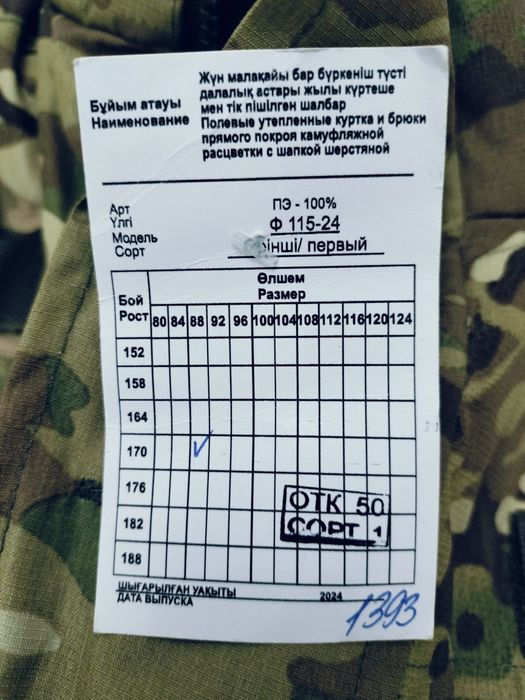 Бұйым атауы
Наименование
Жүн малақайы бар бүркеніш түсті
далалық астары жылы күртеше
мен тік пішілген шалбар
Полевые утепленные куртка и брюки
прямого покроя камуфляжной
расцветки с шапкой шерстяной
Арт ПЭ - 100%
Үлгі
Модель Ф 115-24
Сорт первый
Бой
Рост
Өлшем
Размер
80 84 88 92 96 100 104 108 112 116 120 124
152
158
164
170
176
182
188
ОТК 50
СОРТ 1
ШЫҒАРЫЛҒАН УАҚЫТЫ
ДАТА ВЫПУСКА 2024
1393